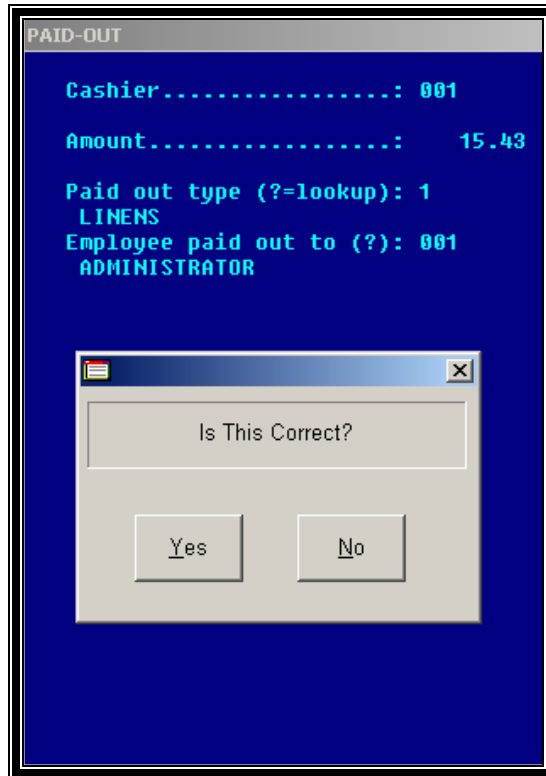 PAID-OUT
Cashier..................: 001
Amount...................: 15.43
Paid out type (?=lookup): 1
LINENS
Employee paid out to (?): 001
ADMINISTRATOR
Is This Correct?
Yes No